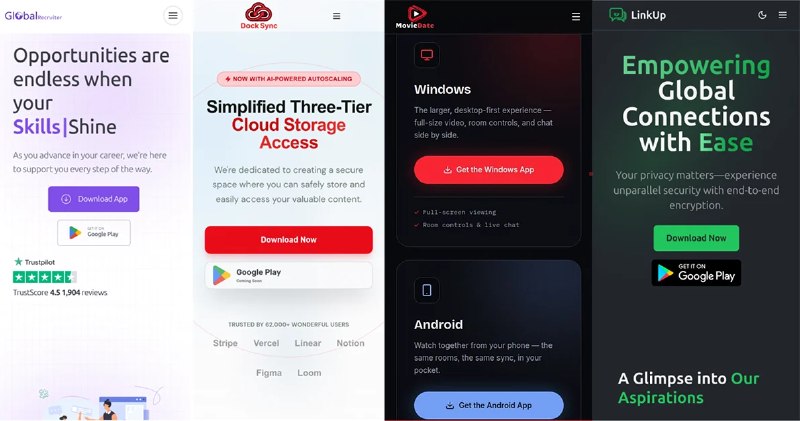 Global Recruiter
Opportunities are
endless when
your
Skills|Shine
As you advance in your career, we're here
to support you every step of the way.
Download App
GET IT ON
Google Play
Trustpilot
TrustScore 4.5 1,904 reviews
Dock Sync
NOW WITH AI-POWERED AUTOSCALING
Simplified Three-Tier
Cloud Storage
Access
We're dedicated to creating a secure
space where you can safely store and
easily access your valuable content.
Download Now
Google Play
Coming Soon
TRUSTED BY 62,000+ WONDERFUL USERS
Stripe Vercel Linear Notion
Figma Loom
MovieDate
Windows
The larger, desktop-first experience —
full-size video, room controls, and chat
side by side.
Get the Windows App
✓ Full-screen viewing
✓ Room controls & live chat
Android
Watch together from your phone — the
same rooms, the same sync, in your
pocket.
Get the Android App
LinkUp
Empowering
Global
Connections
with Ease
Your privacy matters—experience
unparallel security with end-to-end
encryption.
Download Now
GET IT ON
Google Play
A Glimpse into Our
Aspirations